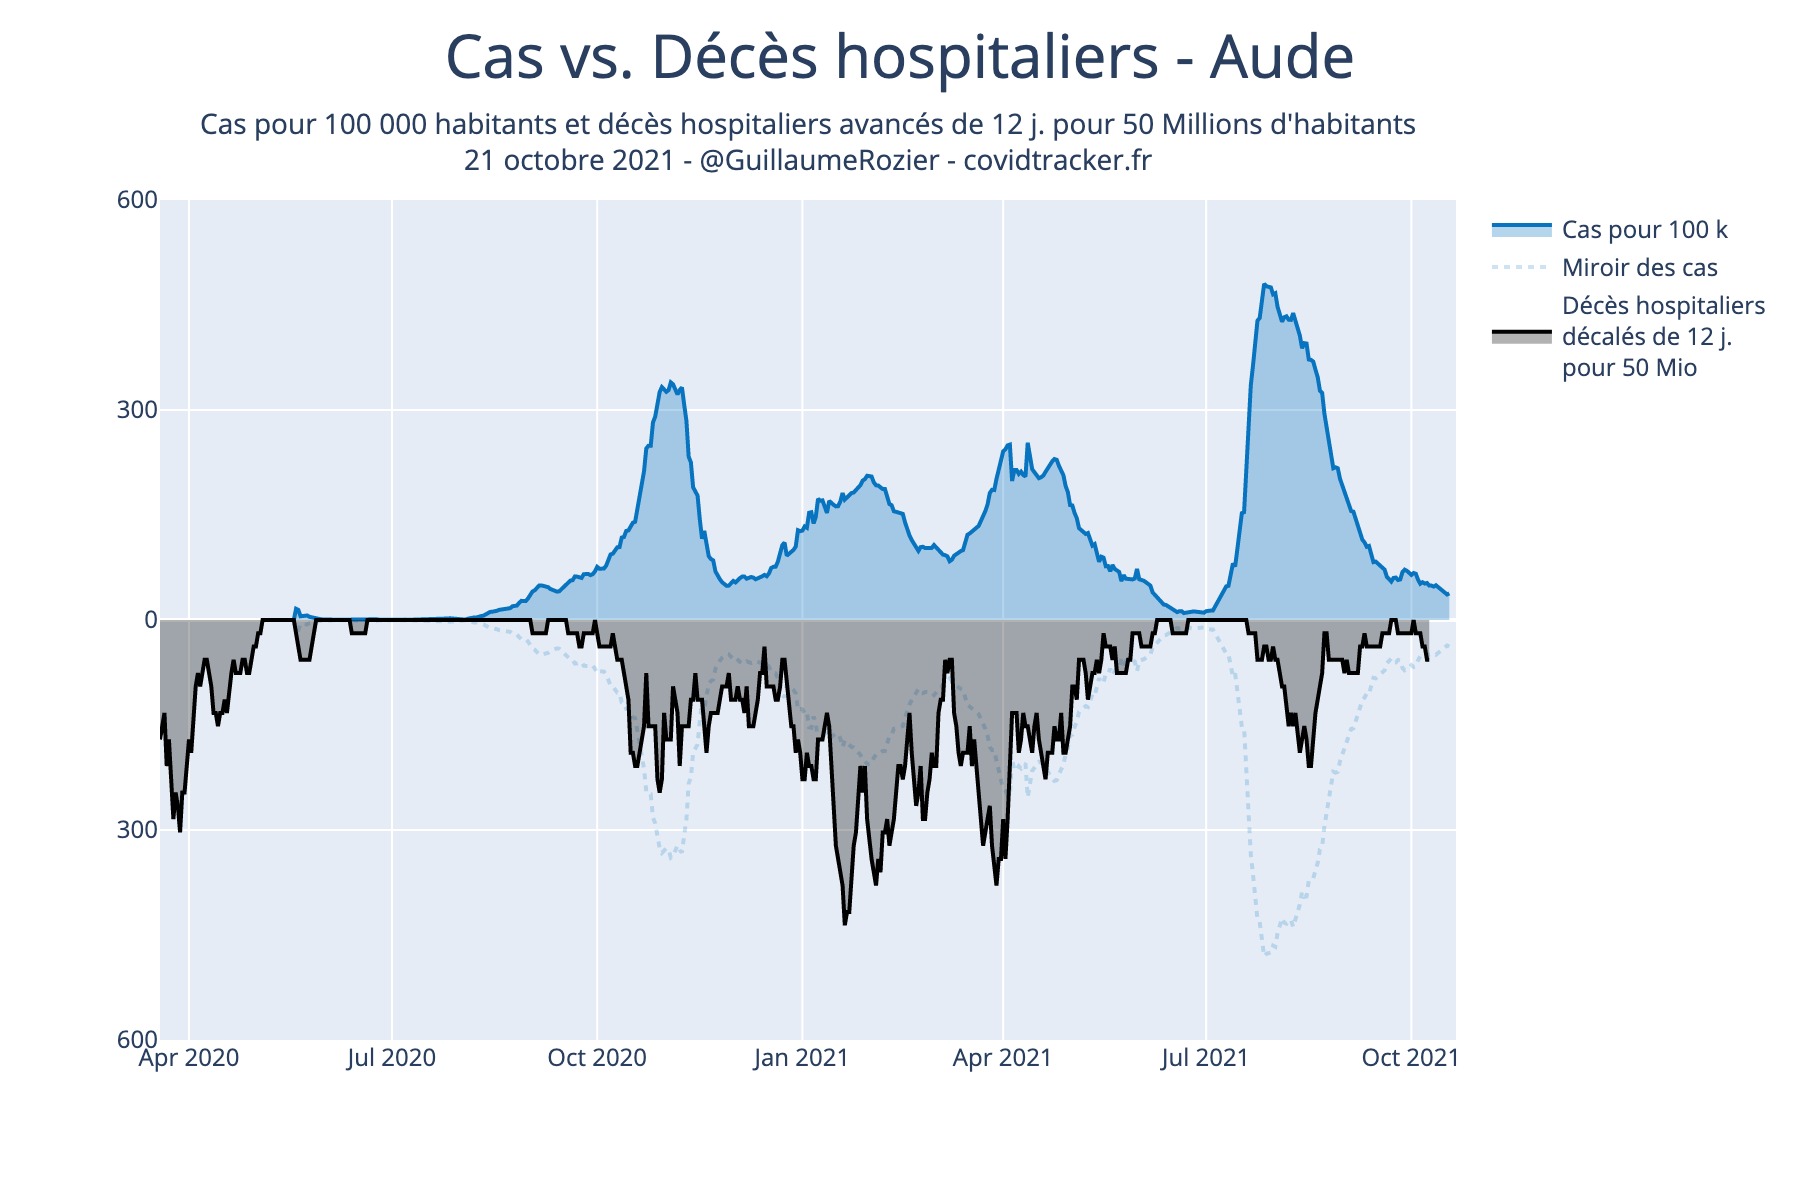 Cas vs. Décès hospitaliers - Aude
Cas pour 100 000 habitants et décès hospitaliers avancés de 12 j. pour 50 Millions d'habitants
21 octobre 2021 - @GuillaumeRozier - covidtracker.fr
600
300
0
300
600
Apr 2020
Jul 2020
Oct 2020
Jan 2021
Apr 2021
Jul 2021
Oct 2021
Cas pour 100 k
Miroir des cas
Décès hospitaliers
décalés de 12 j.
pour 50 Mio